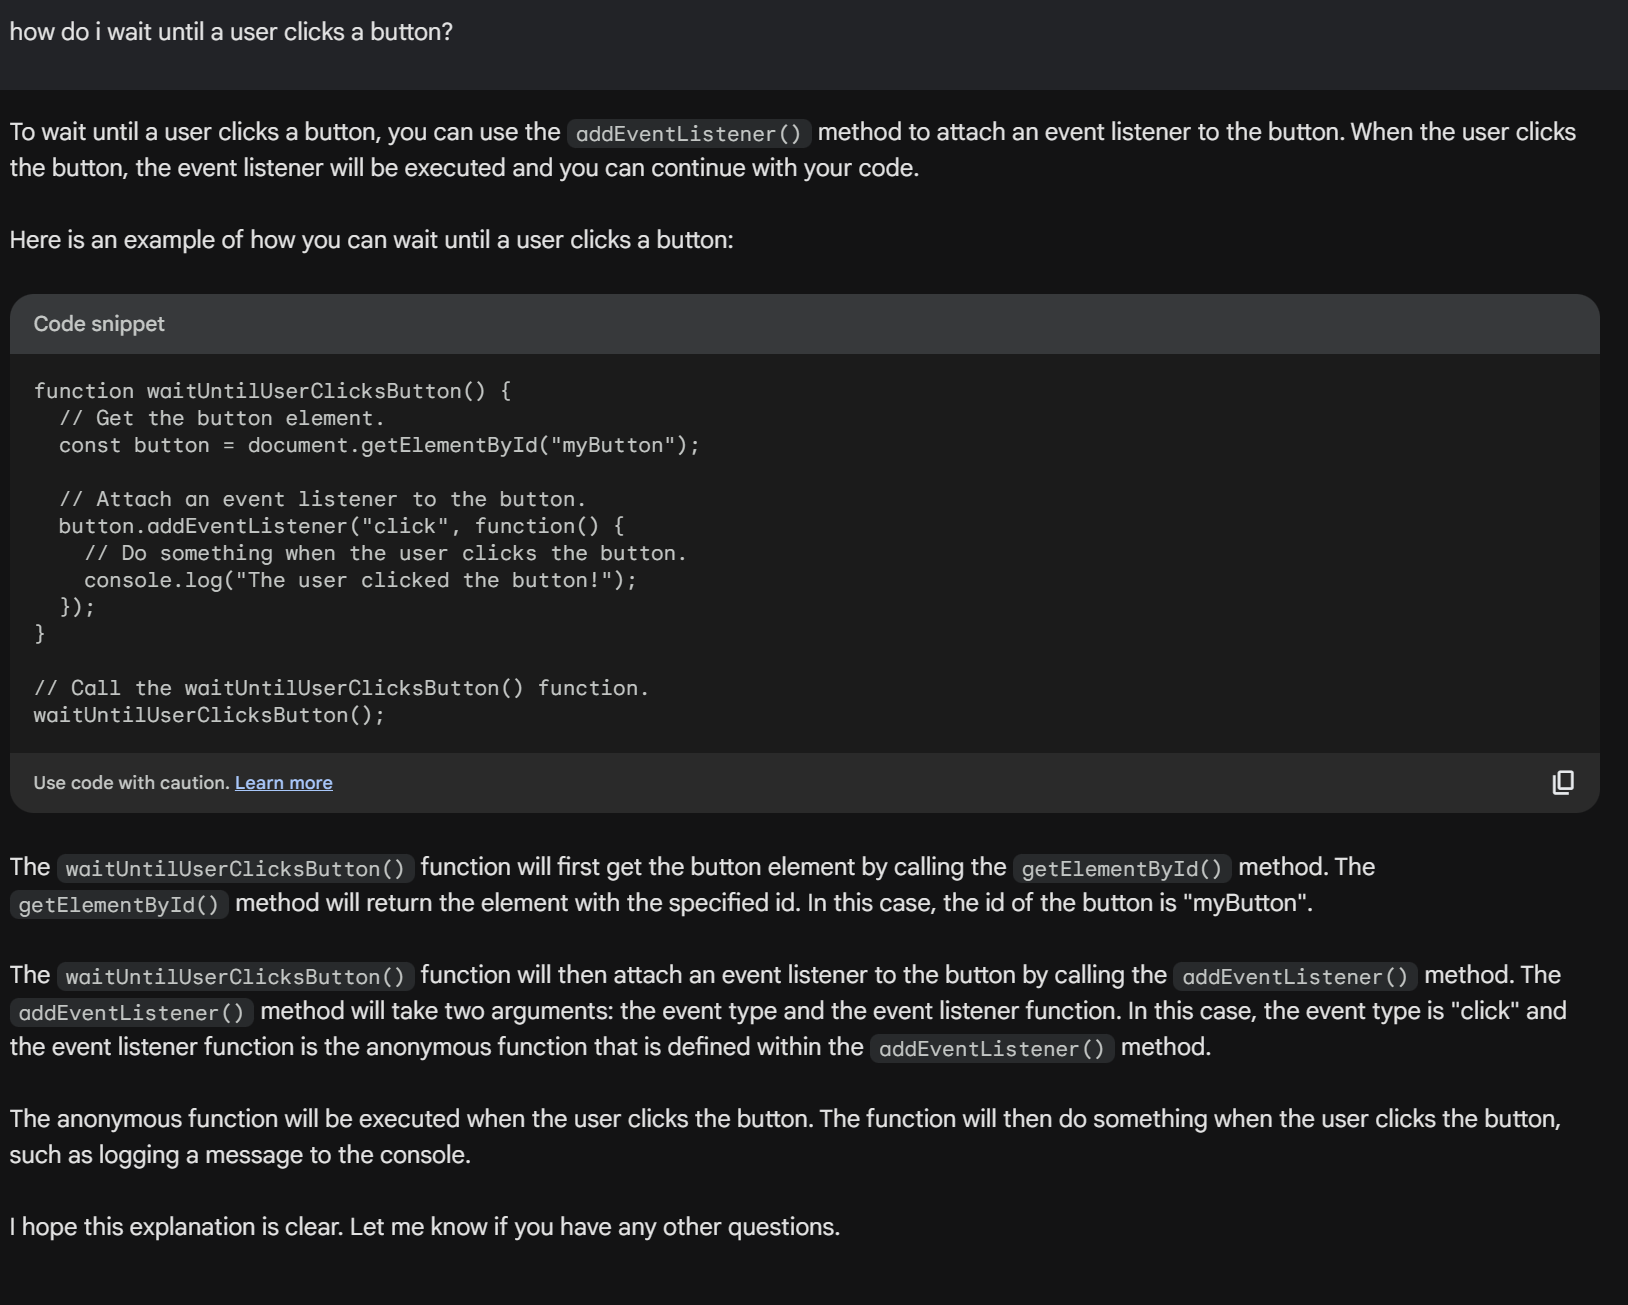 how do i wait until a user clicks a button?
To wait until a user clicks a button, you can use the addEventListener() method to attach an event listener to the button. When the user clicks
the button, the event listener will be executed and you can continue with your code.
Here is an example of how you can wait until a user clicks a button:
Code snippet
function waitUntilUserClicksButton() {
  // Get the button element.
  const button = document.getElementById("myButton");

  // Attach an event listener to the button.
  button.addEventListener("click", function() {
    // Do something when the user clicks the button.
    console.log("The user clicked the button!");
  });
}

// Call the waitUntilUserClicksButton() function.
waitUntilUserClicksButton();
Use code with caution. Learn more
The waitUntilUserClicksButton() function will first get the button element by calling the getElementById() method. The
getElementById() method will return the element with the specified id. In this case, the id of the button is "myButton".
The waitUntilUserClicksButton() function will then attach an event listener to the button by calling the addEventListener() method. The
addEventListener() method will take two arguments: the event type and the event listener function. In this case, the event type is "click" and
the event listener function is the anonymous function that is defined within the addEventListener() method.
The anonymous function will be executed when the user clicks the button. The function will then do something when the user clicks the button,
such as logging a message to the console.
I hope this explanation is clear. Let me know if you have any other questions.